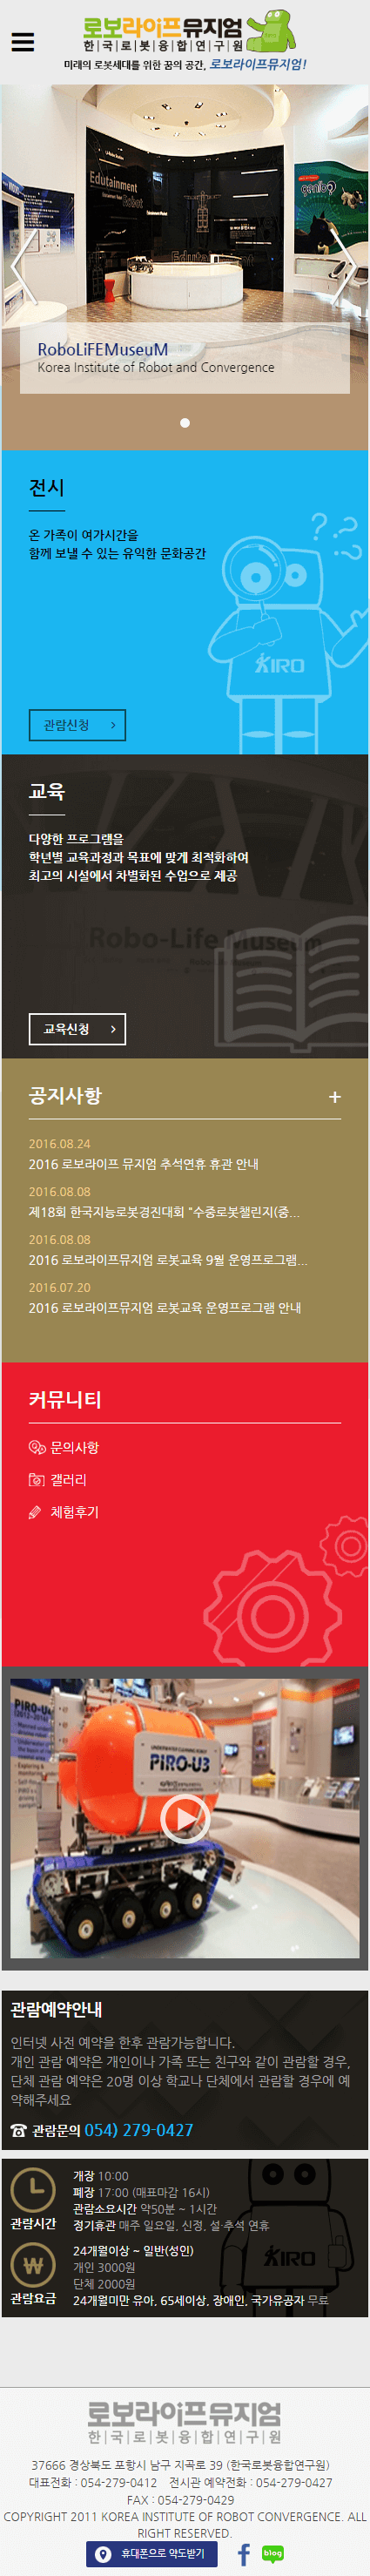 로보라이프뮤지엄
한국로봇융합연구원
미래의 로봇세대를 위한 꿈의 공간, 로보라이프뮤지엄!
Edutainment
Robot
Edutainment
RoboLiFEMuseuM
Korea Institute of Robot and Convergence
전시
온 가족이 여가시간을
함께 보낼 수 있는 유익한 문화공간
KIRO
관람신청 >
교육
다양한 프로그램을
학년별 교육과정과 목표에 맞게 최적화하여
최고의 시설에서 차별화된 수업으로 제공
Robo-Life Museum
교육신청 >
공지사항 +
2016.08.24
2016 로보라이프 뮤지엄 추석연휴 휴관 안내
2016.08.08
제18회 한국지능로봇경진대회 "수중로봇챌린지(중...
2016.08.08
2016 로보라이프뮤지엄 로봇교육 9월 운영프로그램...
2016.07.20
2016 로보라이프뮤지엄 로봇교육 운영프로그램 안내
커뮤니티
문의사항
갤러리
체험후기
PIRO-U3
관람예약안내
인터넷 사전 예약을 한후 관람가능합니다.
개인 관람 예약은 개인이나 가족 또는 친구와 같이 관람할 경우,
단체 관람 예약은 20명 이상 학교나 단체에서 관람할 경우에 예
약해주세요
관람문의 054) 279-0427
관람시간
개장 10:00
폐장 17:00 (매표마감 16시)
관람소요시간 약50분 ~ 1시간
정기휴관 매주 일요일, 신정, 설·추석 연휴
KIRO
관람요금
24개월이상 ~ 일반(성인)
개인 3000원
단체 2000원
24개월미만 유아, 65세이상, 장애인, 국가유공자 무료
로보라이프뮤지엄
한국로봇융합연구원
37666 경상북도 포항시 남구 지곡로 39 (한국로봇융합연구원)
대표전화 : 054-279-0412 전시관 예약전화 : 054-279-0427
FAX : 054-279-0429
COPYRIGHT 2011 KOREA INSTITUTE OF ROBOT CONVERGENCE. ALL
RIGHT RESERVED.
휴대폰으로 약도받기
f
blog